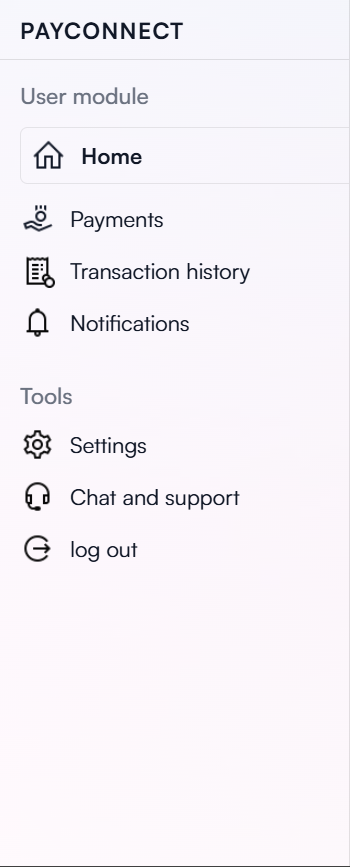 PAYCONNECT
User module
Home
Payments
Transaction history
Notifications
Tools
Settings
Chat and support
log out